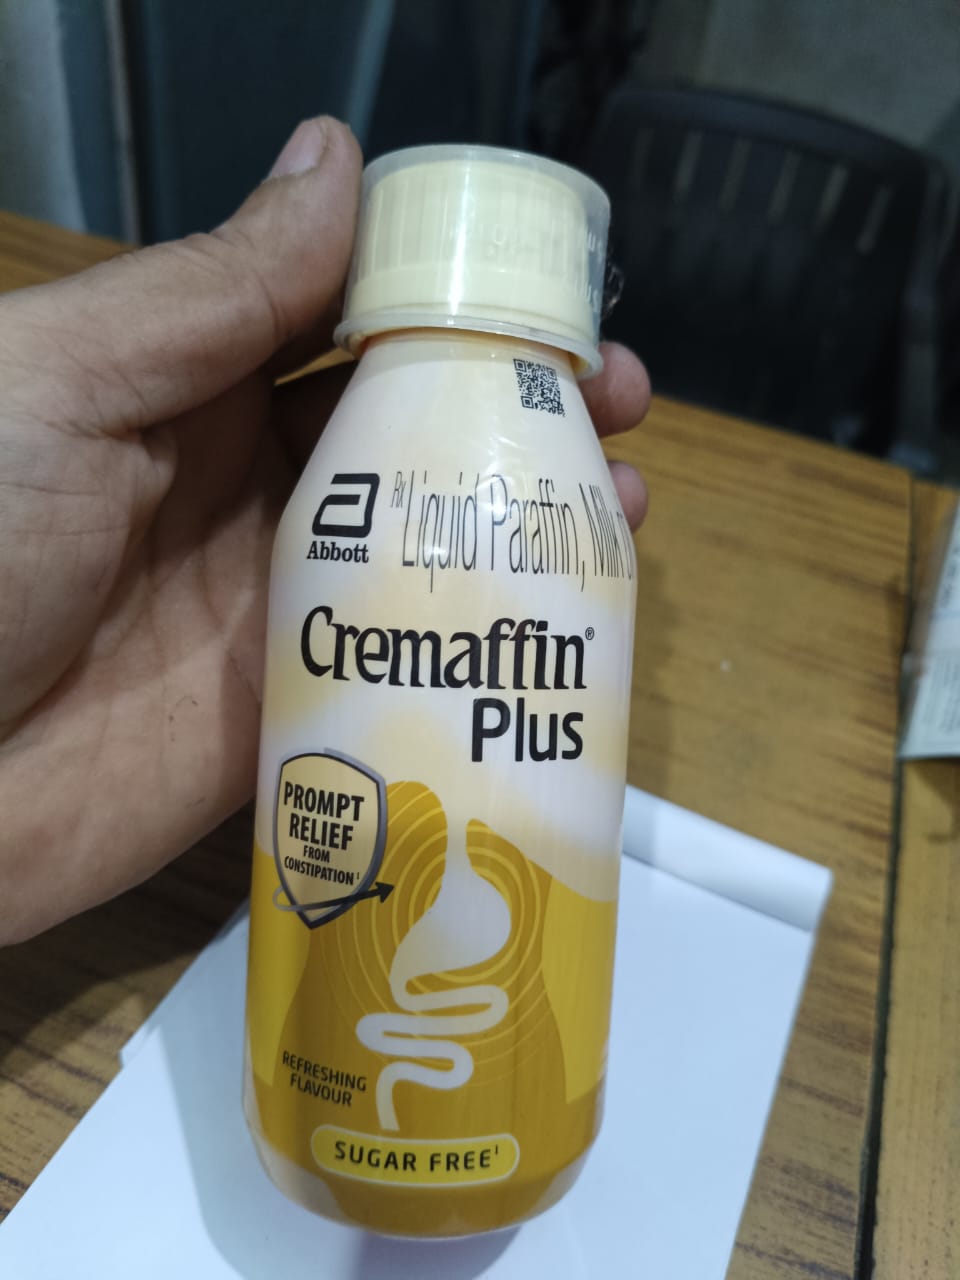 Abbott
Rx Liquid Paraffin, Milk
Cremaffin®
Plus
PROMPT
RELIEF
FROM
CONSTIPATION
REFRESHING
FLAVOUR
SUGAR FREE